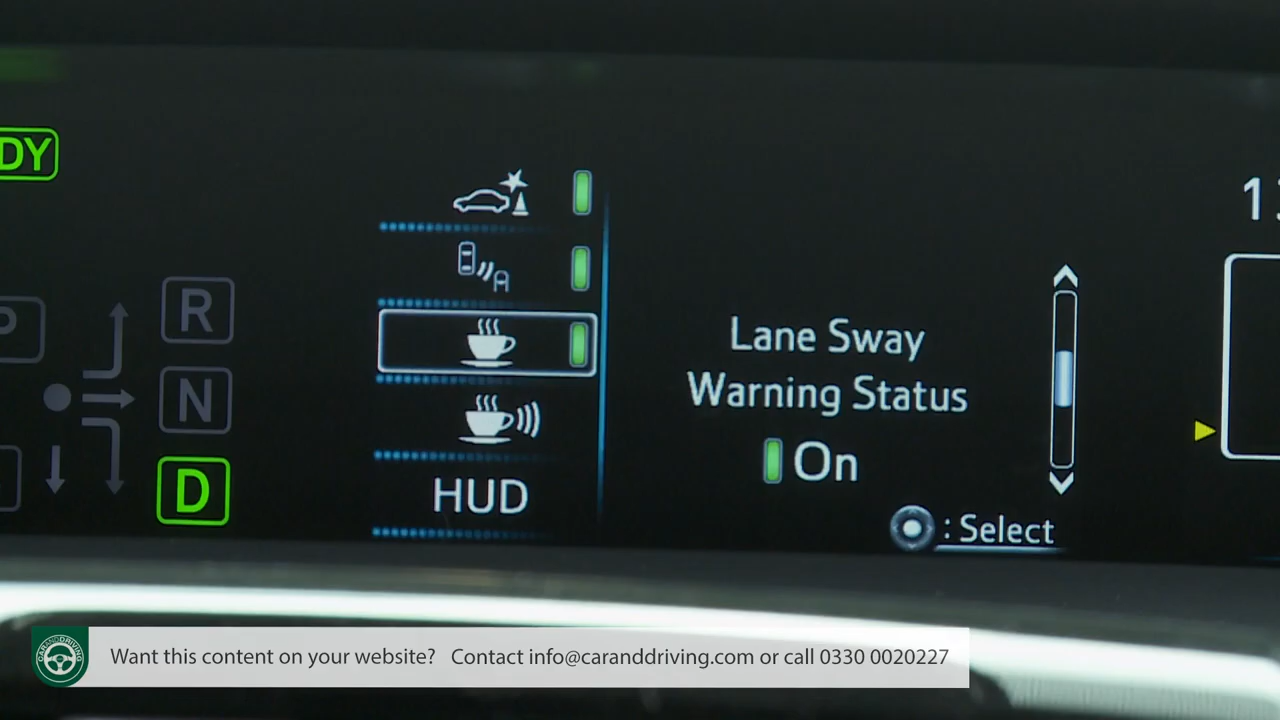 DY
P
R
N
D
HUD
Lane Sway
Warning Status
On
: Select
CARANDDRIVING
Want this content on your website? Contact info@caranddriving.com or call 0330 0020227